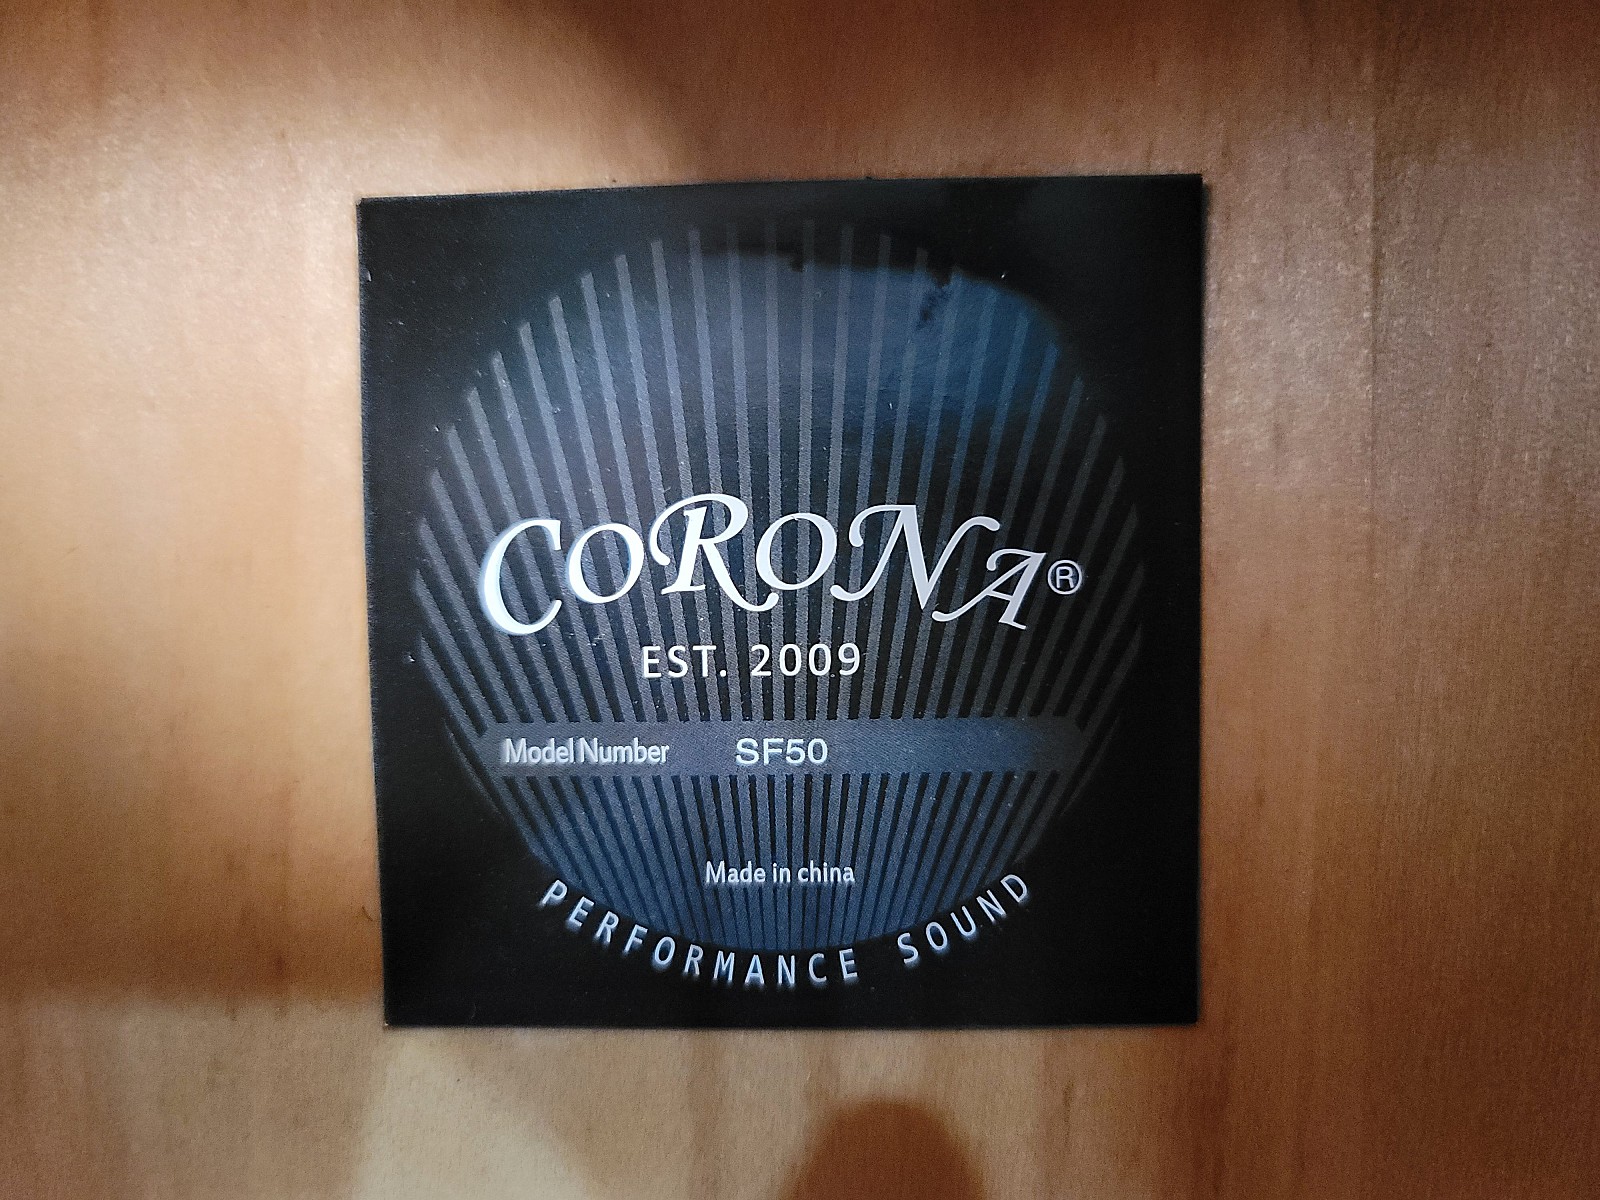 CORONA®
EST. 2009
Model Number SF50
Made in china
PERFORMANCE SOUND